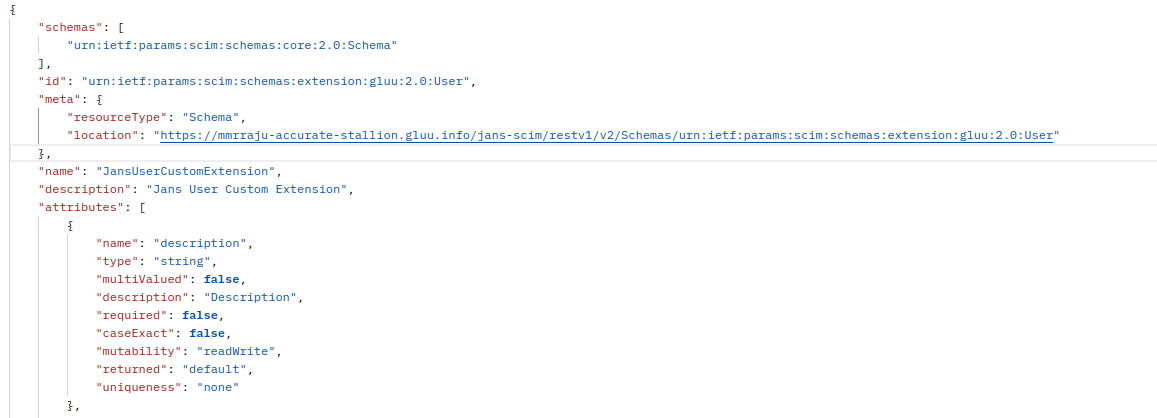 {
"schemas": [
"urn:ietf:params:scim:schemas:core:2.0:Schema"
],
"id": "urn:ietf:params:scim:schemas:extension:gluu:2.0:User",
"meta": {
"resourceType": "Schema",
"location": "https://mmrraju-accurate-stallion.gluu.info/jans-scim/restv1/v2/Schemas/urn:ietf:params:scim:schemas:extension:gluu:2.0:User"
},
"name": "JansUserCustomExtension",
"description": "Jans User Custom Extension",
"attributes": [
{
"name": "description",
"type": "string",
"multiValued": false,
"description": "Description",
"required": false,
"caseExact": false,
"mutability": "readWrite",
"returned": "default",
"uniqueness": "none"
},